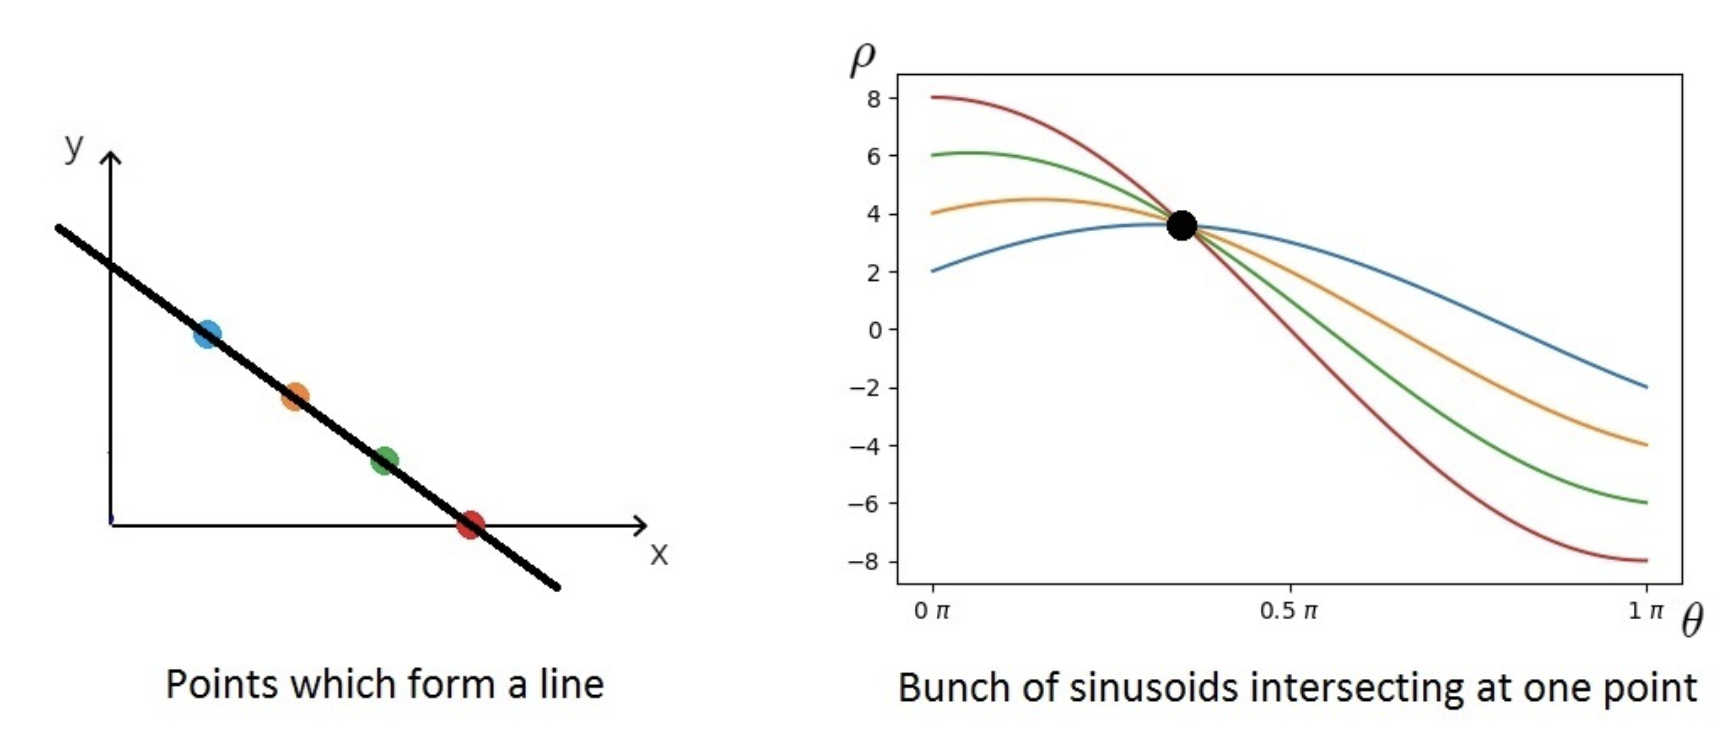 y
x
Points which form a line
ρ
8
6
4
2
0
−2
−4
−6
−8
0 π 0.5 π 1 π
θ
Bunch of sinusoids intersecting at one point